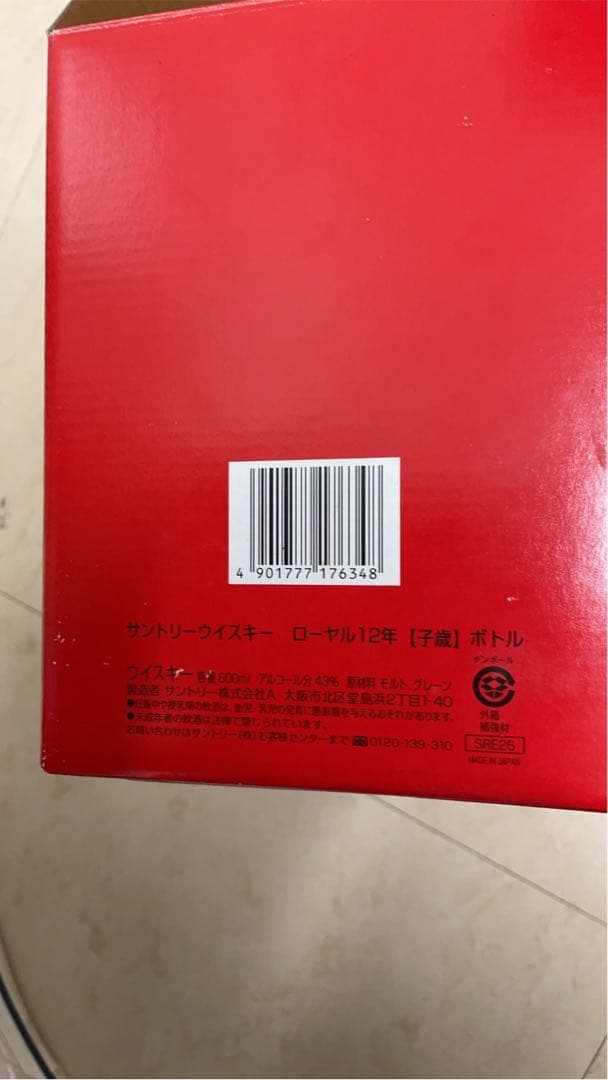 4 901777 176348
サントリーウイスキー ローヤル12年【子歳】ボトル
ウイスキー 容量 600ml アルコール分 43% 原材料 モルト、グレーン
製造者 サントリー株式会社A 大阪市北区堂島浜2丁目1-40
●妊娠中や授乳期の飲酒は、胎児・乳児の発育に悪影響を与えるおそれがあります。
●未成年者の飲酒は法律で禁じられています。
お問い合わせはサントリー(株)お客様センターまで 0120-139-310
ダンボール
外箱
補強材
SRE26
MADE IN JAPAN